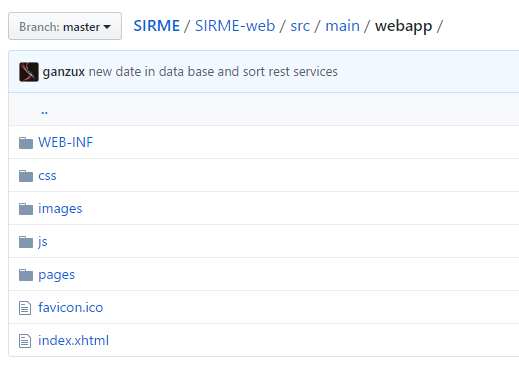 Branch: master SIRME / SIRME-web / src / main / webapp /
ganzux new date in data base and sort rest services
..
WEB-INF
css
images
js
pages
favicon.ico
index.xhtml